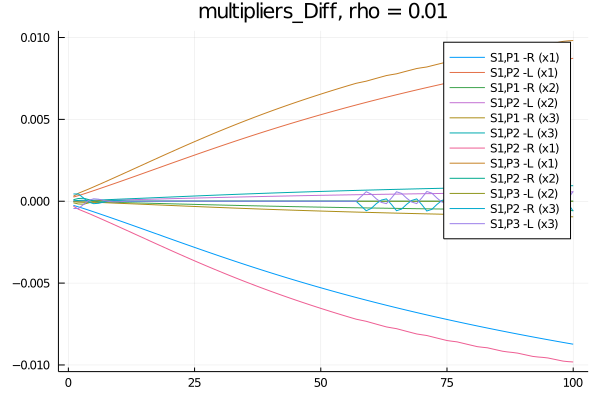 multipliers_Diff, rho = 0.01
0.010
0.005
0.000
−0.005
−0.010
0
25
50
75
100
S1,P1 -R (x1)
S1,P2 -L (x1)
S1,P1 -R (x2)
S1,P2 -L (x2)
S1,P1 -R (x3)
S1,P2 -L (x3)
S1,P2 -R (x1)
S1,P3 -L (x1)
S1,P2 -R (x2)
S1,P3 -L (x2)
S1,P2 -R (x3)
S1,P3 -L (x3)